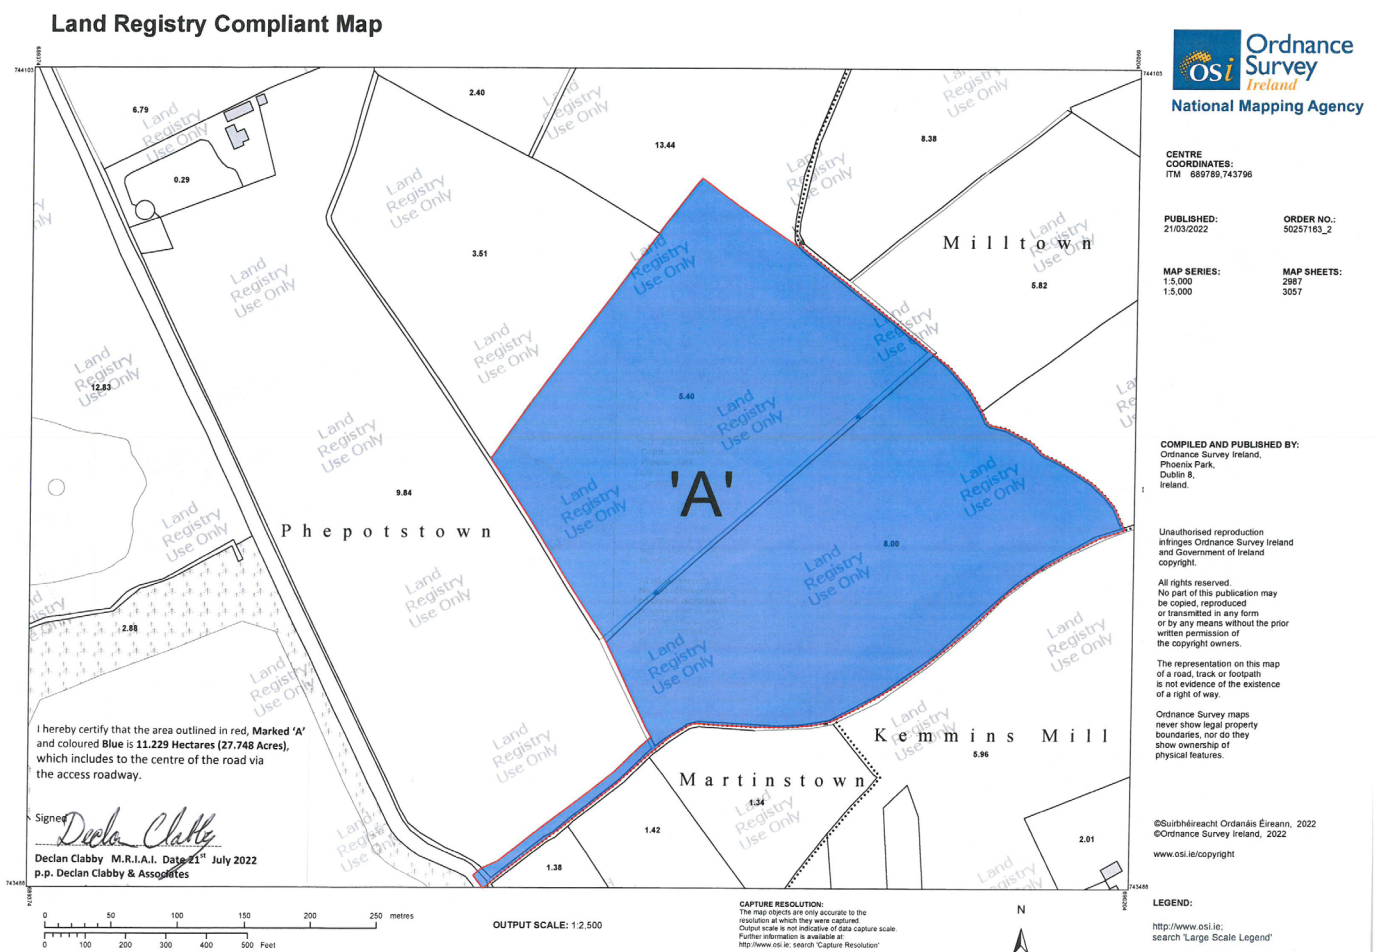 Land Registry Compliant Map
OSi
Ordnance
Survey
Ireland
National Mapping Agency
CENTRE
COORDINATES:
ITM 689789,743796
PUBLISHED:
21/03/2022
ORDER NO.:
50257163_2
MAP SERIES:
1:5,000
1:5,000
MAP SHEETS:
2987
3057
COMPILED AND PUBLISHED BY:
Ordnance Survey Ireland,
Phoenix Park,
Dublin 8,
Ireland.
Unauthorised reproduction
infringes Ordnance Survey Ireland
and Government of Ireland
copyright.
All rights reserved.
No part of this publication may
be copied, reproduced
or transmitted in any form
or by any means without the prior
written permission of
the copyright owners.
The representation on this map
of a road, track or footpath
is not evidence of the existence
of a right of way.
Ordnance Survey maps
never show legal property
boundaries, nor do they
show ownership of
physical features.
©Suirbhéireacht Ordanáis Éireann, 2022
©Ordnance Survey Ireland, 2022
www.osi.ie/copyright
LEGEND:
http://www.osi.ie;
search 'Large Scale Legend'
744103
744103
743488
743488
6.79
2.40
13.44
8.38
0.29
3.51
Milltown
5.82
12.83
5.40
'A'
9.84
Phepotstown
8.00
2.88
Kemmins Mill
5.96
Martinstown
1.34
1.42
1.38
2.01
Land
Registry
Use Only
I hereby certify that the area outlined in red, Marked 'A'
and coloured Blue is 11.229 Hectares (27.748 Acres),
which includes to the centre of the road via
the access roadway.
Signed Declan Clabby
Declan Clabby M.R.I.A.I. Date 21st July 2022
p.p. Declan Clabby & Associates
0 50 100 150 200 250 metres
0 100 200 300 400 500 Feet
OUTPUT SCALE: 1:2,500
CAPTURE RESOLUTION:
The map objects are only accurate to the
resolution at which they were captured.
Output scale is not indicative of data capture scale.
Further information is available at:
http://www.osi.ie; search 'Capture Resolution'
N